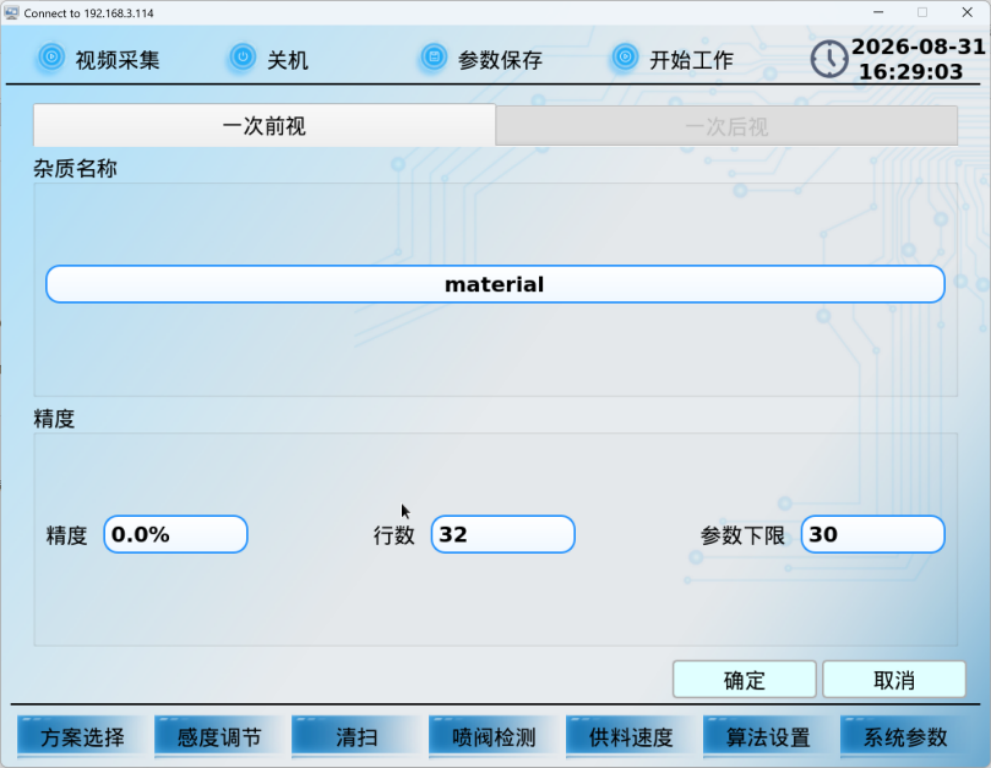 Connect to 192.168.3.114
视频采集 关机 参数保存 开始工作 2026-08-31
16:29:03
一次前视 一次后视
杂质名称
material
精度
精度 0.0% 行数 32 参数下限 30
确定 取消
方案选择 感度调节 清扫 喷阀检测 供料速度 算法设置 系统参数